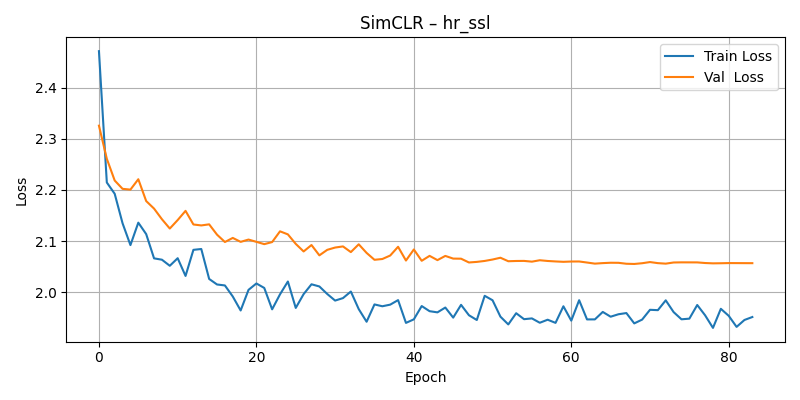 SimCLR – hr_ssl
Train Loss
Val  Loss
2.4
2.3
2.2
2.1
2.0
Loss
0
20
40
60
80
Epoch